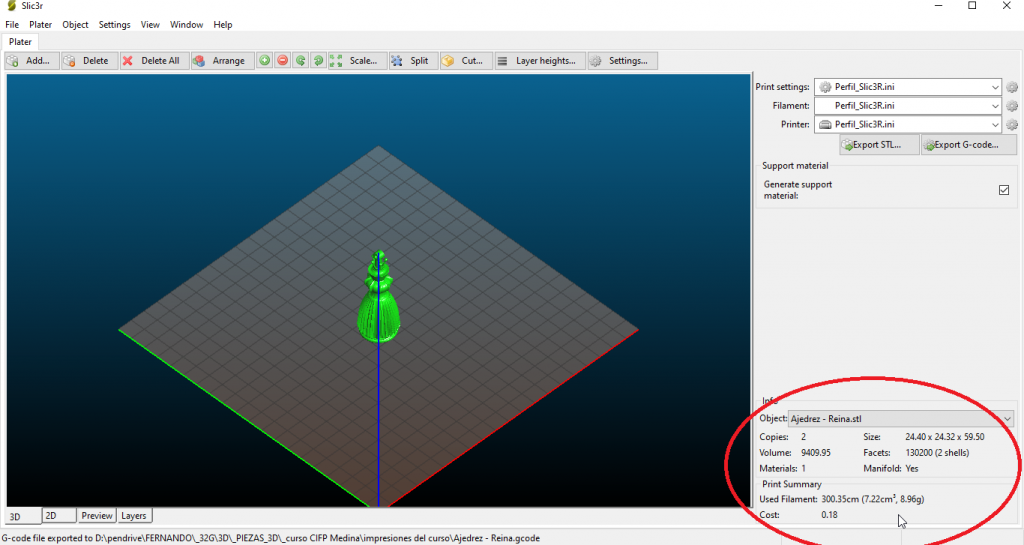 Slic3r
File Plater Object Settings View Window Help
Plater
Add... Delete Delete All Arrange Scale... Split Cut... Layer heights... Settings...
Print settings: Perfil_Slic3R.ini
Filament: Perfil_Slic3R.ini
Printer: Perfil_Slic3R.ini
Export STL... Export G-code...
Support material
Generate support
material:
Info
Object: Ajedrez - Reina.stl
Copies: 2 Size: 24.40 x 24.32 x 59.50
Volume: 9409.95 Facets: 130200 (2 shells)
Materials: 1 Manifold: Yes
Print Summary
Used Filament: 300.35cm (7.22cm³, 8.96g)
Cost: 0.18
3D 2D Preview Layers
G-code file exported to D:\pendrive\FERNANDO\_32G\3D\_PIEZAS_3D\_curso CIFP Medina\impresiones del curso\Ajedrez - Reina.gcode